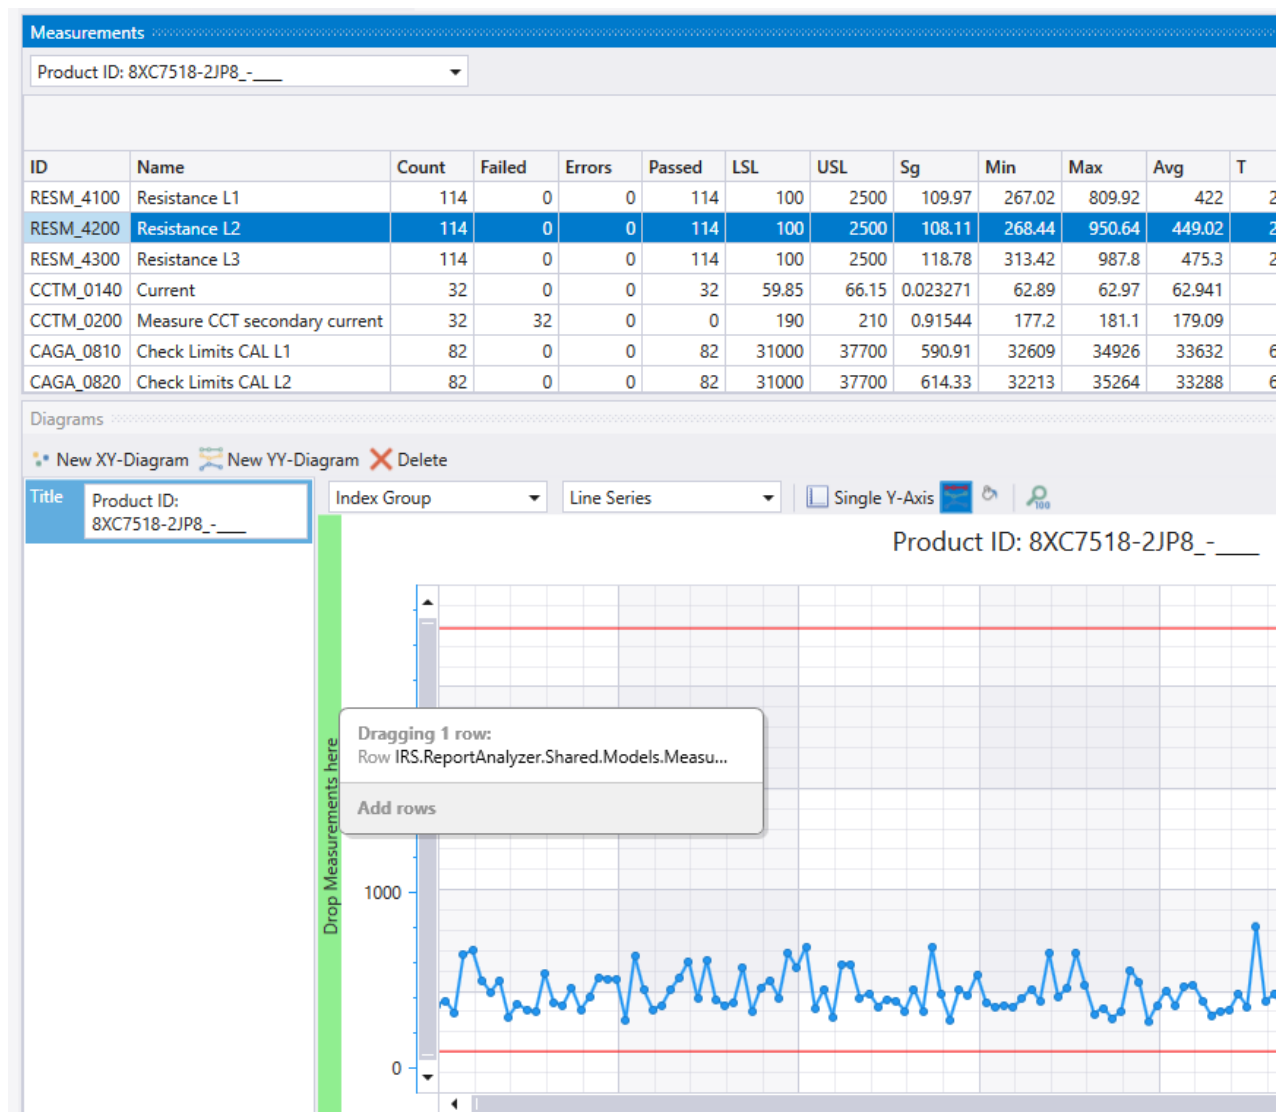 Measurements
Product ID: 8XC7518-2JP8_-___
ID Name Count Failed Errors Passed LSL USL Sg Min Max Avg T
RESM_4100 Resistance L1 114 0 0 114 100 2500 109.97 267.02 809.92 422 2
RESM_4200 Resistance L2 114 0 0 114 100 2500 108.11 268.44 950.64 449.02 2
RESM_4300 Resistance L3 114 0 0 114 100 2500 118.78 313.42 987.8 475.3 2
CCTM_0140 Current 32 0 0 32 59.85 66.15 0.023271 62.89 62.97 62.941
CCTM_0200 Measure CCT secondary current 32 32 0 0 190 210 0.91544 177.2 181.1 179.09
CAGA_0810 Check Limits CAL L1 82 0 0 82 31000 37700 590.91 32609 34926 33632 6
CAGA_0820 Check Limits CAL L2 82 0 0 82 31000 37700 614.33 32213 35264 33288 6
Diagrams
New XY-Diagram New YY-Diagram Delete
Title Product ID:
8XC7518-2JP8_-___
Index Group Line Series Single Y-Axis 100
Product ID: 8XC7518-2JP8_-___
Drop Measurements here
Dragging 1 row:
Row IRS.ReportAnalyzer.Shared.Models.Measu...
Add rows
1000
0